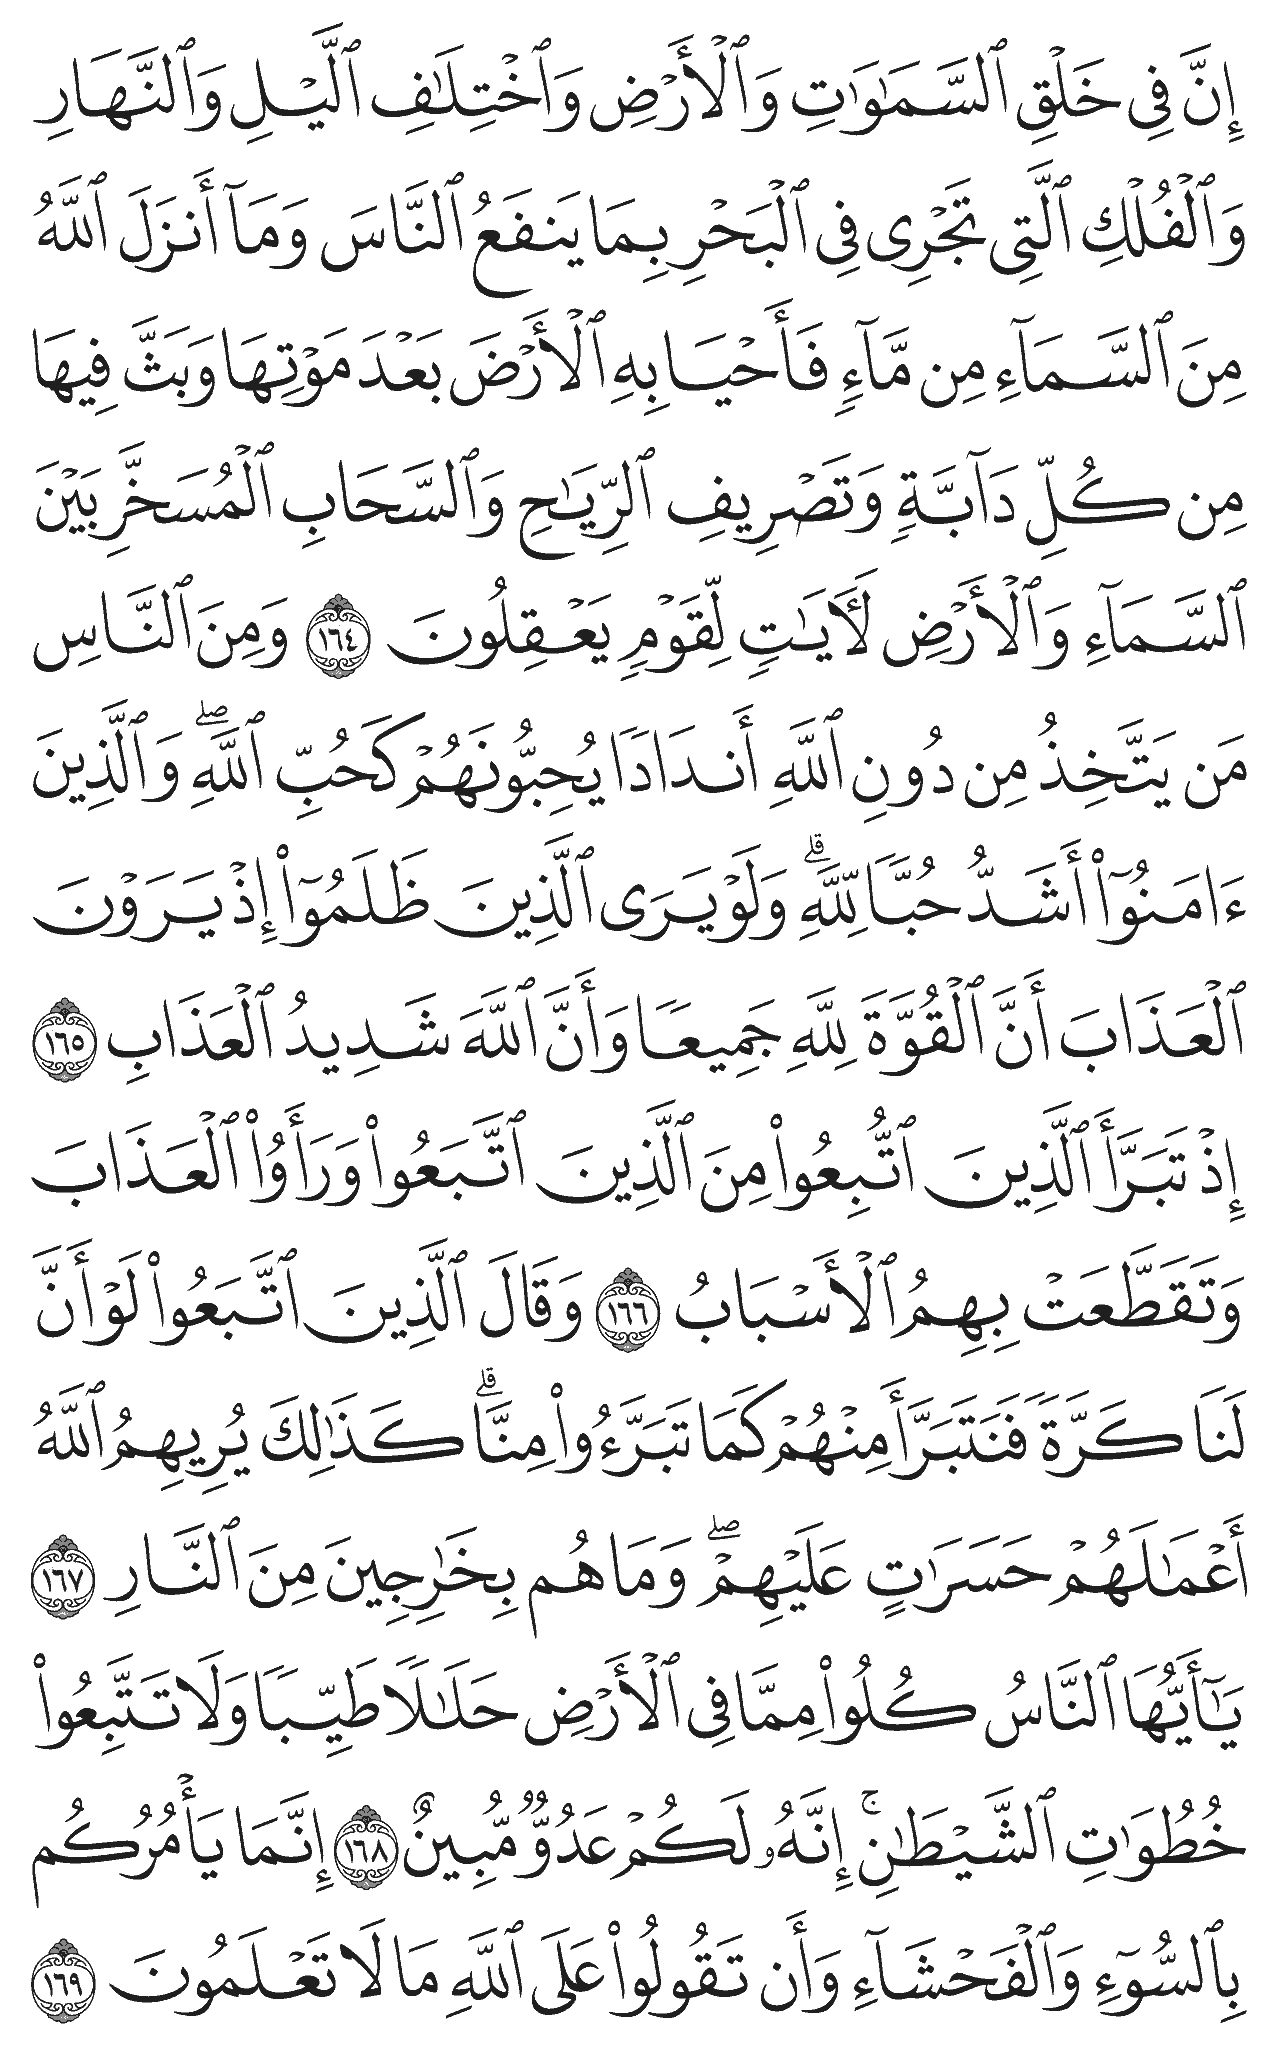 إِنَّ فِي خَلۡقِ ٱلسَّمَٰوَٰتِ وَٱلۡأَرۡضِ وَٱخۡتِلَٰفِ ٱلَّيۡلِ وَٱلنَّهَارِ
وَٱلۡفُلۡكِ ٱلَّتِي تَجۡرِي فِي ٱلۡبَحۡرِ بِمَا يَنفَعُ ٱلنَّاسَ وَمَآ أَنزَلَ ٱللَّهُ
مِنَ ٱلسَّمَآءِ مِن مَّآءٖ فَأَحۡيَا بِهِ ٱلۡأَرۡضَ بَعۡدَ مَوۡتِهَا وَبَثَّ فِيهَا
مِن كُلِّ دَآبَّةٖ وَتَصۡرِيفِ ٱلرِّيَٰحِ وَٱلسَّحَابِ ٱلۡمُسَخَّرِ بَيۡنَ
ٱلسَّمَآءِ وَٱلۡأَرۡضِ لَأٓيَٰتٖ لِّقَوۡمٖ يَعۡقِلُونَ ١٦٤ وَمِنَ ٱلنَّاسِ
مَن يَتَّخِذُ مِن دُونِ ٱللَّهِ أَندَادٗا يُحِبُّونَهُمۡ كَحُبِّ ٱللَّهِۖ وَٱلَّذِينَ
ءَامَنُوٓاْ أَشَدُّ حُبّٗا لِّلَّهِۗ وَلَوۡ يَرَى ٱلَّذِينَ ظَلَمُوٓاْ إِذۡ يَرَوۡنَ
ٱلۡعَذَابَ أَنَّ ٱلۡقُوَّةَ لِلَّهِ جَمِيعٗا وَأَنَّ ٱللَّهَ شَدِيدُ ٱلۡعَذَابِ ١٦٥
إِذۡ تَبَرَّأَ ٱلَّذِينَ ٱتُّبِعُواْ مِنَ ٱلَّذِينَ ٱتَّبَعُواْ وَرَأَوُاْ ٱلۡعَذَابَ
وَتَقَطَّعَتۡ بِهِمُ ٱلۡأَسۡبَابُ ١٦٦ وَقَالَ ٱلَّذِينَ ٱتَّبَعُواْ لَوۡ أَنَّ
لَنَا كَرَّةٗ فَنَتَبَرَّأَ مِنۡهُمۡ كَمَا تَبَرَّءُواْ مِنَّاۗ كَذَٰلِكَ يُرِيهِمُ ٱللَّهُ
أَعۡمَٰلَهُمۡ حَسَرَٰتٍ عَلَيۡهِمۡۖ وَمَا هُم بِخَٰرِجِينَ مِنَ ٱلنَّارِ ١٦٧
يَٰٓأَيُّهَا ٱلنَّاسُ كُلُواْ مِمَّا فِي ٱلۡأَرۡضِ حَلَٰلٗا طَيِّبٗا وَلَا تَتَّبِعُواْ
خُطُوَٰتِ ٱلشَّيۡطَٰنِۚ إِنَّهُۥ لَكُمۡ عَدُوّٞ مُّبِينٌ ١٦٨ إِنَّمَا يَأۡمُرُكُم
بِٱلسُّوٓءِ وَٱلۡفَحۡشَآءِ وَأَن تَقُولُواْ عَلَى ٱللَّهِ مَا لَا تَعۡلَمُونَ ١٦٩